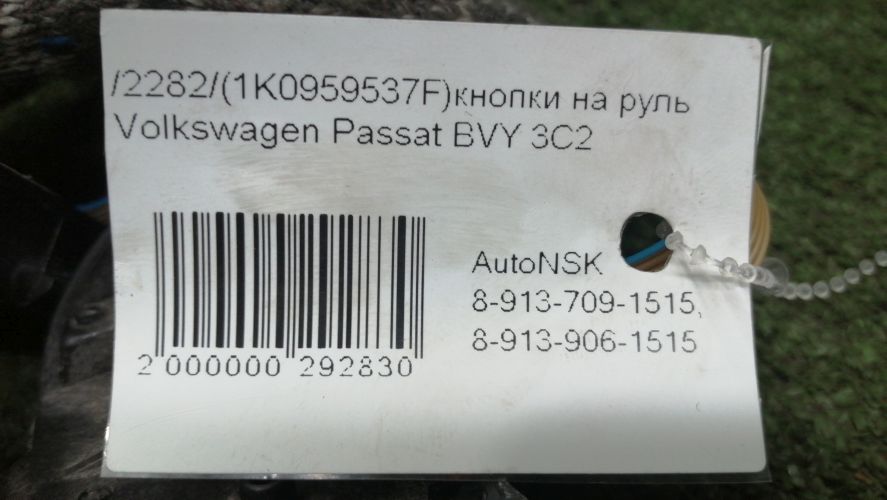 /2282/(1K0959537F)кнопки на руль
Volkswagen Passat BVY 3C2
AutoNSK
8-913-709-1515,
8-913-906-1515
2 000000 292830